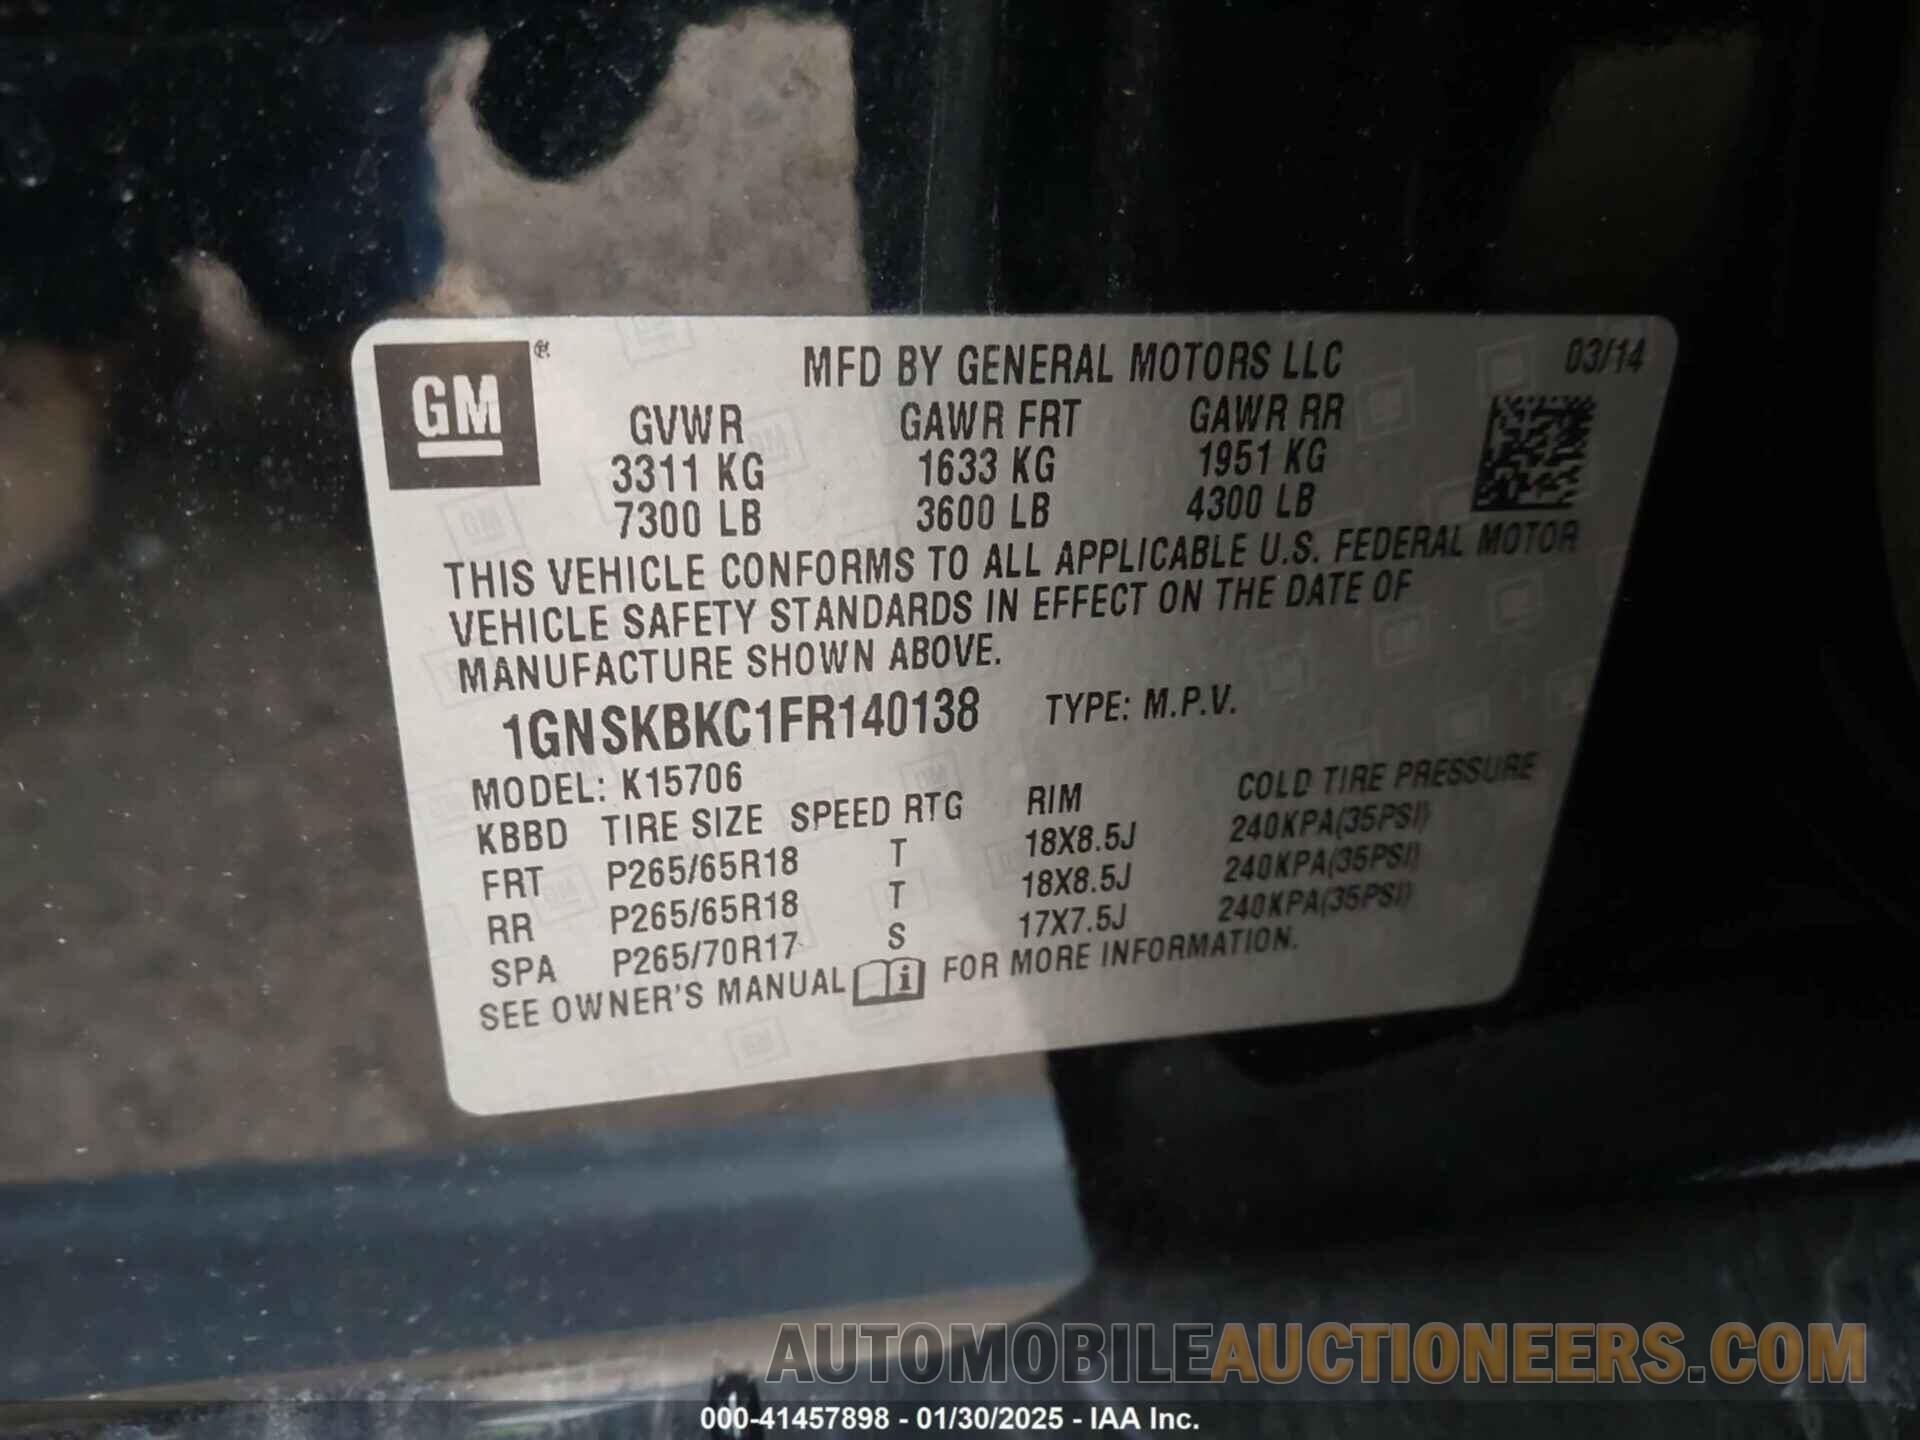 GM
MFD BY GENERAL MOTORS LLC 03/14
GVWR GAWR FRT GAWR RR
3311 KG 1633 KG 1951 KG
7300 LB 3600 LB 4300 LB
THIS VEHICLE CONFORMS TO ALL APPLICABLE U.S. FEDERAL MOTOR
VEHICLE SAFETY STANDARDS IN EFFECT ON THE DATE OF
MANUFACTURE SHOWN ABOVE.
1GNSKBKC1FR140138 TYPE: M.P.V.
MODEL: K15706
KBBD TIRE SIZE SPEED RTG RIM COLD TIRE PRESSURE
FRT P265/65R18 T 18X8.5J 240KPA(35PSI)
RR P265/65R18 T 18X8.5J 240KPA(35PSI)
SPA P265/70R17 S 17X7.5J 240KPA(35PSI)
SEE OWNER'S MANUAL i FOR MORE INFORMATION.
AUTOMOBILEAUCTIONEERS.COM
000-41457898 - 01/30/2025 - IAA Inc.